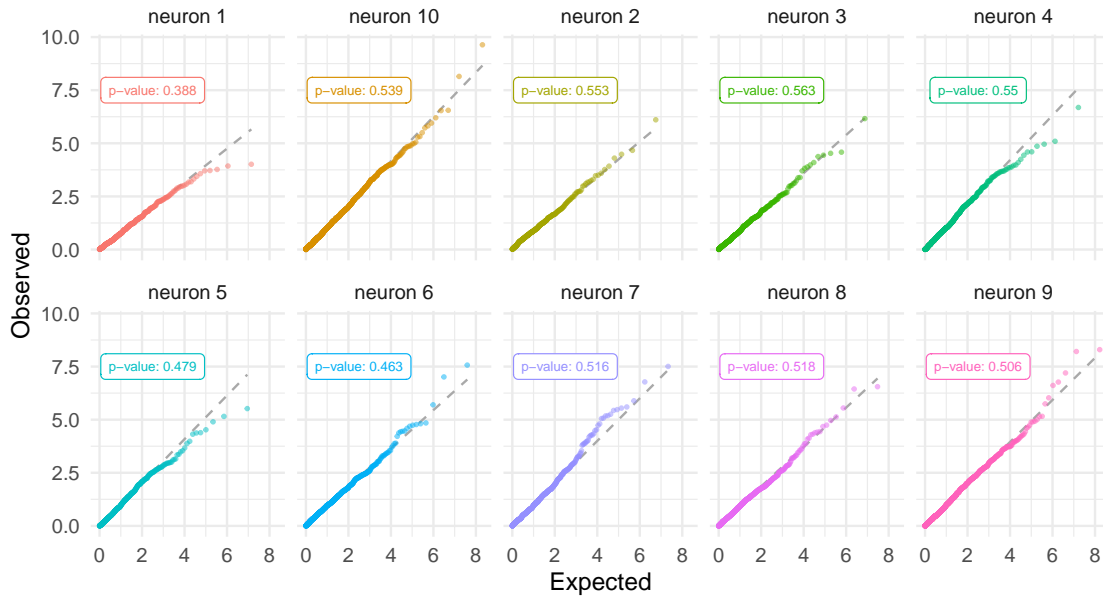 neuron 1 neuron 10 neuron 2 neuron 3 neuron 4
10.0
7.5
5.0
2.5
0.0
p−value: 0.388 p−value: 0.539 p−value: 0.553 p−value: 0.563 p−value: 0.55
neuron 5 neuron 6 neuron 7 neuron 8 neuron 9
10.0
7.5
5.0
2.5
0.0
p−value: 0.479 p−value: 0.463 p−value: 0.516 p−value: 0.518 p−value: 0.506
0 2 4 6 8 0 2 4 6 8 0 2 4 6 8 0 2 4 6 8 0 2 4 6 8
Observed
Expected